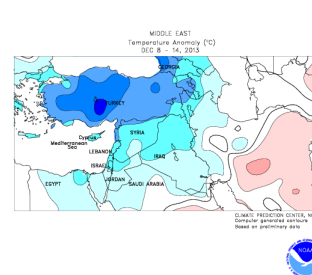 MIDDLE EAST
Temperature Anomaly (°C)
DEC 8 - 14, 2013
GEORGIA
TURKEY
Cyprus
Mediterranean
Sea
SYRIA
LEBANON
IRAQ
ISRAEL
JORDAN
EGYPT
SAUDI ARABIA
CLIMATE PREDICTION CENTER, N
Computer generated contours
Based on preliminary data
NOAA